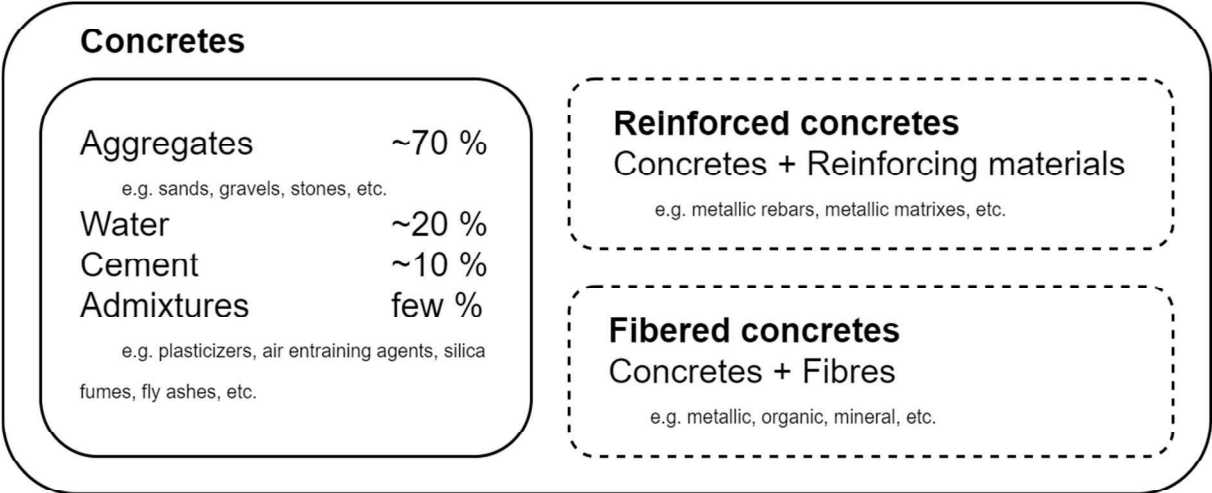 Concretes
Aggregates ~70 %
e.g. sands, gravels, stones, etc.
Water ~20 %
Cement ~10 %
Admixtures few %
e.g. plasticizers, air entraining agents, silica
fumes, fly ashes, etc.
Reinforced concretes
Concretes + Reinforcing materials
e.g. metallic rebars, metallic matrixes, etc.
Fibered concretes
Concretes + Fibres
e.g. metallic, organic, mineral, etc.